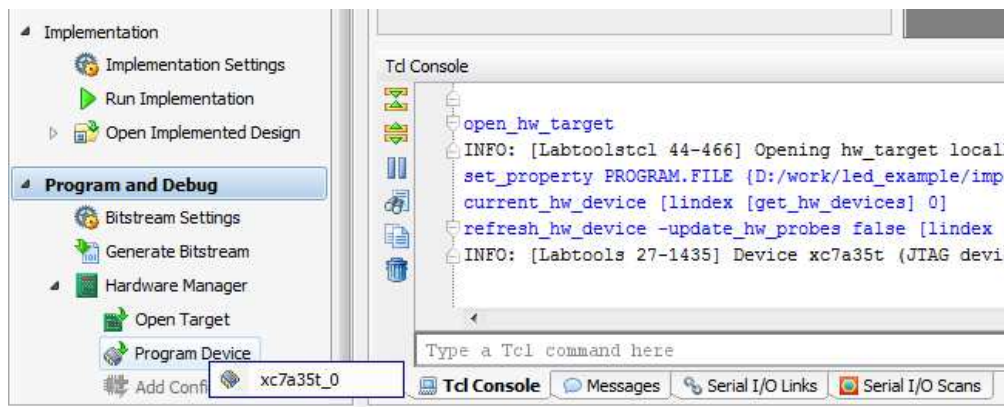 Implementation
Implementation Settings
Run Implementation
Open Implemented Design
Program and Debug
Bitstream Settings
Generate Bitstream
Hardware Manager
Open Target
Program Device
Add Confi
xc7a35t_0
Tcl Console
open_hw_target
INFO: [Labtoolstcl 44-466] Opening hw_target locall
set_property PROGRAM.FILE {D:/work/led_example/imp
current_hw_device [lindex [get_hw_devices] 0]
refresh_hw_device -update_hw_probes false [lindex
INFO: [Labtools 27-1435] Device xc7a35t (JTAG devi
Type a Tcl command here
Tcl Console Messages Serial I/O Links Serial I/O Scans